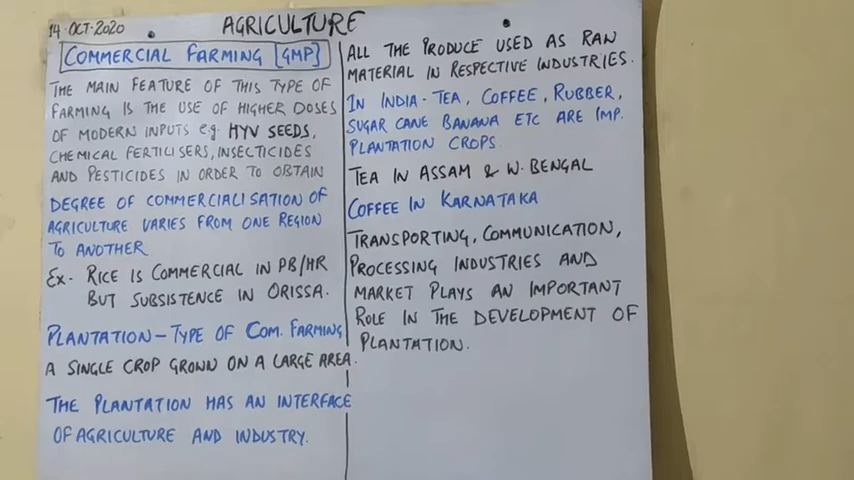 14-OCT-2020
AGRICULTURE
COMMERCIAL FARMING [GMP]
THE MAIN FEATURE OF THIS TYPE OF
FARMING IS THE USE OF HIGHER DOSES
OF MODERN INPUTS e.g. HYV SEEDS,
CHEMICAL FERTILISERS, INSECTICIDES
AND PESTICIDES IN ORDER TO OBTAIN
DEGREE OF COMMERCIALISATION OF
AGRICULTURE VARIES FROM ONE REGION
TO ANOTHER
Ex- RICE IS COMMERCIAL IN PB/HR
BUT SUBSISTENCE IN ORISSA.
PLANTATION - TYPE OF COM. FARMING
A SINGLE CROP GROWN ON A LARGE AREA.
THE PLANTATION HAS AN INTERFACE
OF AGRICULTURE AND INDUSTRY.
ALL THE PRODUCE USED AS RAW
MATERIAL IN RESPECTIVE INDUSTRIES.
IN INDIA - TEA, COFFEE, RUBBER,
SUGAR CANE BANANA ETC ARE IMP.
PLANTATION CROPS.
TEA IN ASSAM & W. BENGAL
COFFEE IN KARNATAKA
TRANSPORTING, COMMUNICATION,
PROCESSING INDUSTRIES AND
MARKET PLAYS AN IMPORTANT
ROLE IN THE DEVELOPMENT OF
PLANTATION.